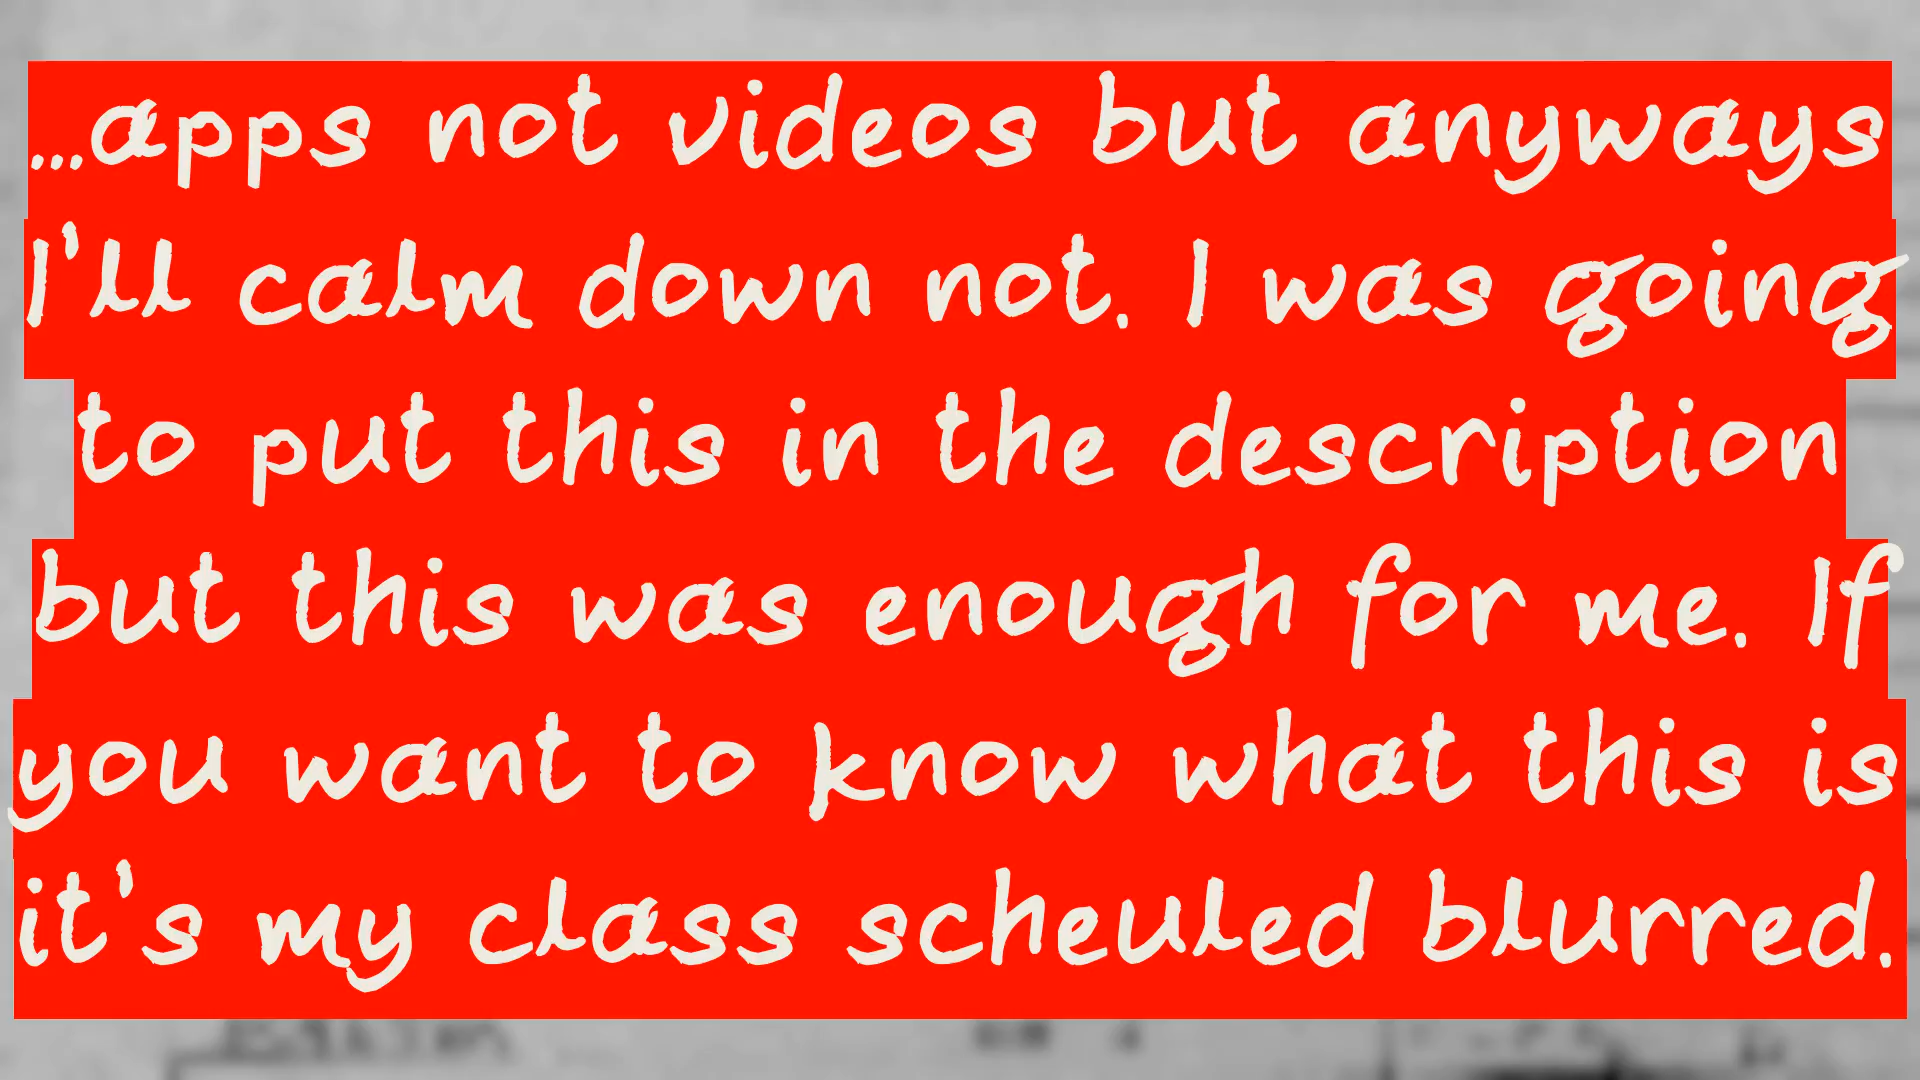 ...apps not videos but anyways
I'll calm down not. I was going
to put this in the description
but this was enough for me. If
you want to know what this is
it's my class scheuled blurred.